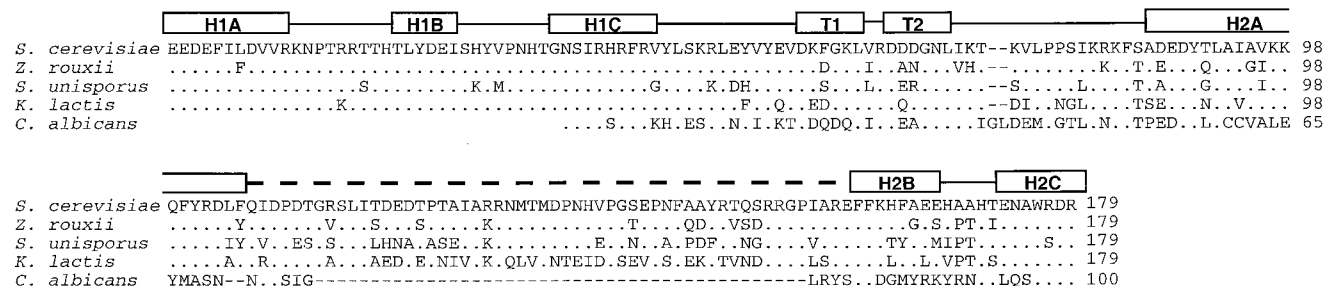 H1A H1B H1C T1 T2 H2A
S. cerevisiae EEDEFILDVVRKNPTRRTTHTLYDEISHYVPNHTGNSIRHRFRVYLSKRLEYVYEVDKFGKLVRDDDGNLIKT--KVLPPSIKRKFSADEDYTLAIAVKK 98
Z. rouxii ......F...................................................D...I..AN...VH.--.........K..T.E...Q...GI.. 98
S. unisporus .................S.........K.M............G....K.DH......S...L..ER......--.S.....L...T.A...G....I.. 98
K. lactis ...............K...................................F..Q..ED......Q......--.DI..NGL...TSE...N..V.... 98
C. albicans ....H...KH.ES..N.I.KT.DQDQ.I..EA....IGLDEM.GTL.N..TPED..L.CCVALE 65
H2B H2C
S. cerevisiae QFYRDLFQIDPDTGRSLITDEDTPTAIARRNMTMDPNHVPGSEPNFAAYRTQSRRGPIAREFFKHFAEEHAAHTENAWRDR 179
Z. rouxii ......Y.......V...S...S.....K............T....QD..VSD.............G.S.PT.I....... 179
S. unisporus .....IY.V..ES.S...LHNA.ASE..K.........E..N..A.PDF..NG....V......TY..MIPT.....R.. 179
K. lactis .....A..R.....A...AED.E.NIV.K.QLV.NTEID.SEV.S.EK.TVND....LS.....L..L.VPT.S....... 179
C. albicans YMASN--N..SIG-------------------------------------------LRYS..DGMYRKYRN..LQS.... 100